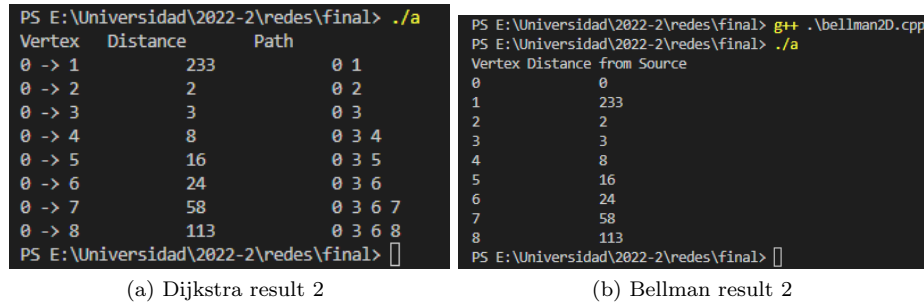 PS E:\Universidad\2022-2\redes\final> ./a
Vertex Distance Path
0 -> 1 233 0 1
0 -> 2 2 0 2
0 -> 3 3 0 3
0 -> 4 8 0 3 4
0 -> 5 16 0 3 5
0 -> 6 24 0 3 6
0 -> 7 58 0 3 6 7
0 -> 8 113 0 3 6 8
PS E:\Universidad\2022-2\redes\final>
(a) Dijkstra result 2
PS E:\Universidad\2022-2\redes\final> g++ .\bellman2D.cpp
PS E:\Universidad\2022-2\redes\final> ./a
Vertex Distance from Source
0 0
1 233
2 2
3 3
4 8
5 16
6 24
7 58
8 113
PS E:\Universidad\2022-2\redes\final>
(b) Bellman result 2